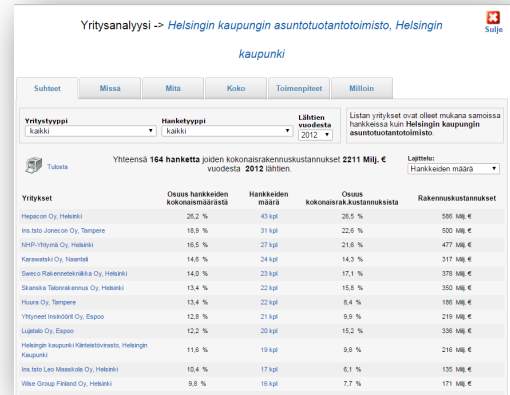 Yritysanalyysi -> Helsingin kaupungin asuntotuotantotoimisto, Helsingin
kaupunki
Sulje
Suhteet Missä Mitä Koko Toimenpiteet Milloin
Yritystyyppi Hanketyyppi Lähtien vuodesta
kaikki kaikki 2012
Listan yritykset ovat olleet mukana samoissa
hankkeissa kuin Helsingin kaupungin
asuntotuotantotoimisto.
Tulosta
Yhteensä 164 hanketta joiden kokonaisrakennuskustannukset 2211 Milj. €
vuodesta 2012 lähtien.
Lajittelu:
Hankkeiden määrä
Yritykset Osuus hankkeiden kokonaismäärästä Hankkeiden määrä Osuus kokonaisrak.kustannuksista Rakennuskustannukset
Hepacon Oy, Helsinki 26,2 % 43 kpl 26,5 % 586 Milj. €
Ins.tsto Jonecon Oy, Tampere 18,9 % 31 kpl 22,6 % 500 Milj. €
NHP-Yhtymä Oy, Helsinki 16,5 % 27 kpl 21,6 % 477 Milj. €
Karawatski Oy, Naantali 14,6 % 24 kpl 14,3 % 317 Milj. €
Sweco Rakennetekniikka Oy, Helsinki 14,0 % 23 kpl 17,1 % 378 Milj. €
Skanska Talonrakennus Oy, Helsinki 13,4 % 22 kpl 15,8 % 350 Milj. €
Huura Oy, Tampere 13,4 % 22 kpl 8,4 % 186 Milj. €
Yhtyneet Insinöörit Oy, Espoo 12,8 % 21 kpl 9,9 % 219 Milj. €
Lujatalo Oy, Espoo 12,2 % 20 kpl 15,2 % 336 Milj. €
Helsingin kaupunki Kiinteistövirasto, Helsingin
Kaupunki 11,6 % 19 kpl 9,8 % 216 Milj. €
Ins.tsto Leo Maaskola Oy, Helsinki 10,4 % 17 kpl 6,1 % 135 Milj. €
Wise Group Finland Oy, Helsinki 9,8 % 16 kpl 7,7 % 171 Milj. €